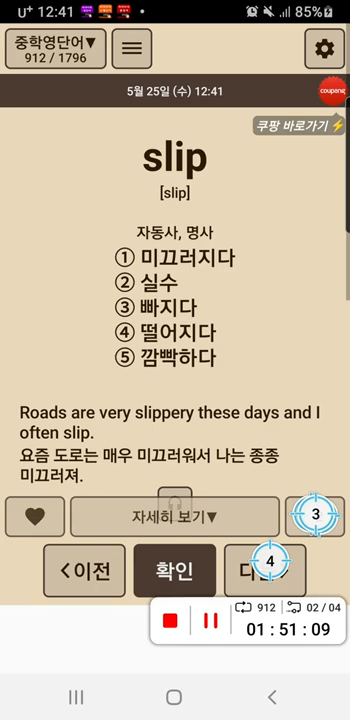 U⁺ 12:41 85%
중학영단어▼
912 / 1796
5월 25일 (수) 12:41
coupang
쿠팡 바로가기⚡
slip
[slip]
자동사, 명사
① 미끄러지다
② 실수
③ 빠지다
④ 떨어지다
⑤ 깜빡하다
Roads are very slippery these days and I
often slip.
요즘 도로는 매우 미끄러워서 나는 종종
미끄러져.
자세히 보기▼
3
<이전
확인
4
912 02 / 04
01 : 51 : 09